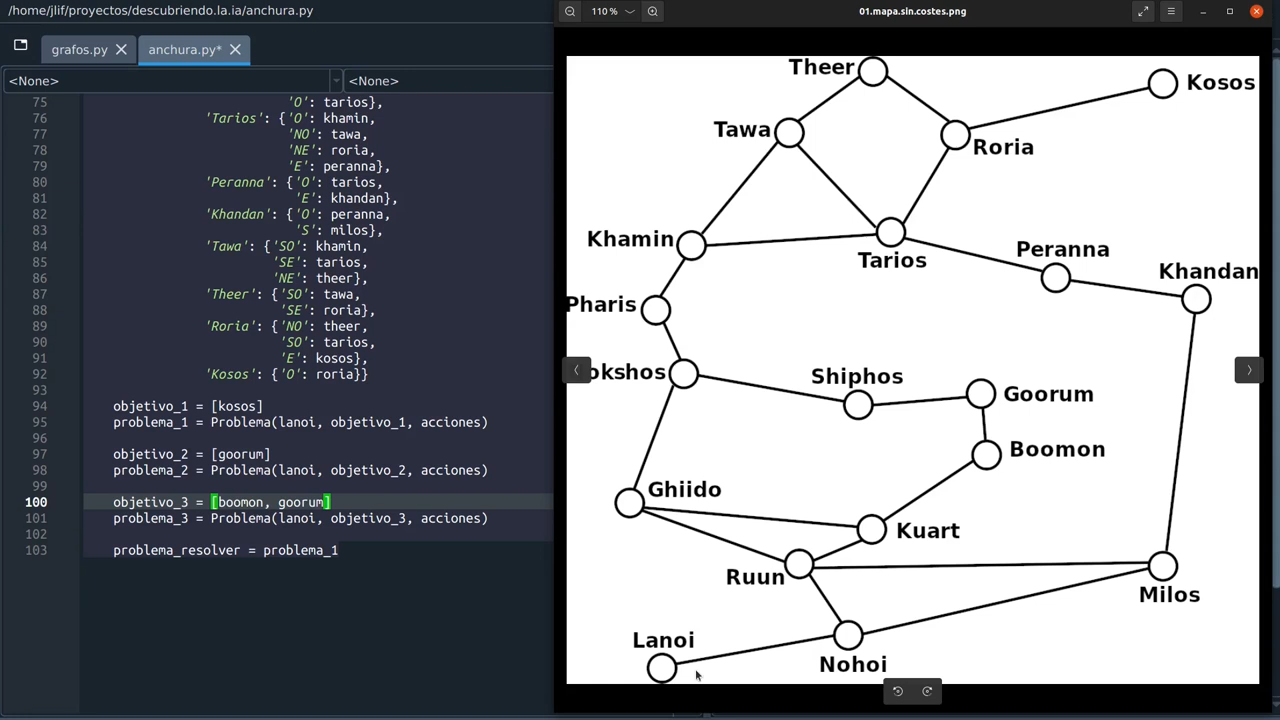 /home/jlif/proyectos/descubriendo.la.ia/anchura.py
grafos.py
anchura.py*
<None>
<None>
75 'O': tarios},
76 'Tarios': {'O': khamin,
77 'NO': tawa,
78 'NE': roria,
79 'E': peranna},
80 'Peranna': {'O': tarios,
81 'E': khandan},
82 'Khandan': {'O': peranna,
83 'S': milos},
84 'Tawa': {'SO': khamin,
85 'SE': tarios,
86 'NE': theer},
87 'Theer': {'SO': tawa,
88 'SE': roria},
89 'Roria': {'NO': theer,
90 'SO': tarios,
91 'E': kosos},
92 'Kosos': {'O': roria}}
93
94 objetivo_1 = [kosos]
95 problema_1 = Problema(lanoi, objetivo_1, acciones)
96
97 objetivo_2 = [goorum]
98 problema_2 = Problema(lanoi, objetivo_2, acciones)
99
100 objetivo_3 = [boomon, goorum]
101 problema_3 = Problema(lanoi, objetivo_3, acciones)
102
103 problema_resolver = problema_1
110 %
01.mapa.sin.costes.png
Theer
Kosos
Tawa
Roria
Khamin
Tarios
Peranna
Khandan
Pharis
okshos
Shiphos
Goorum
Boomon
Ghiido
Kuart
Ruun
Milos
Lanoi
Nohoi